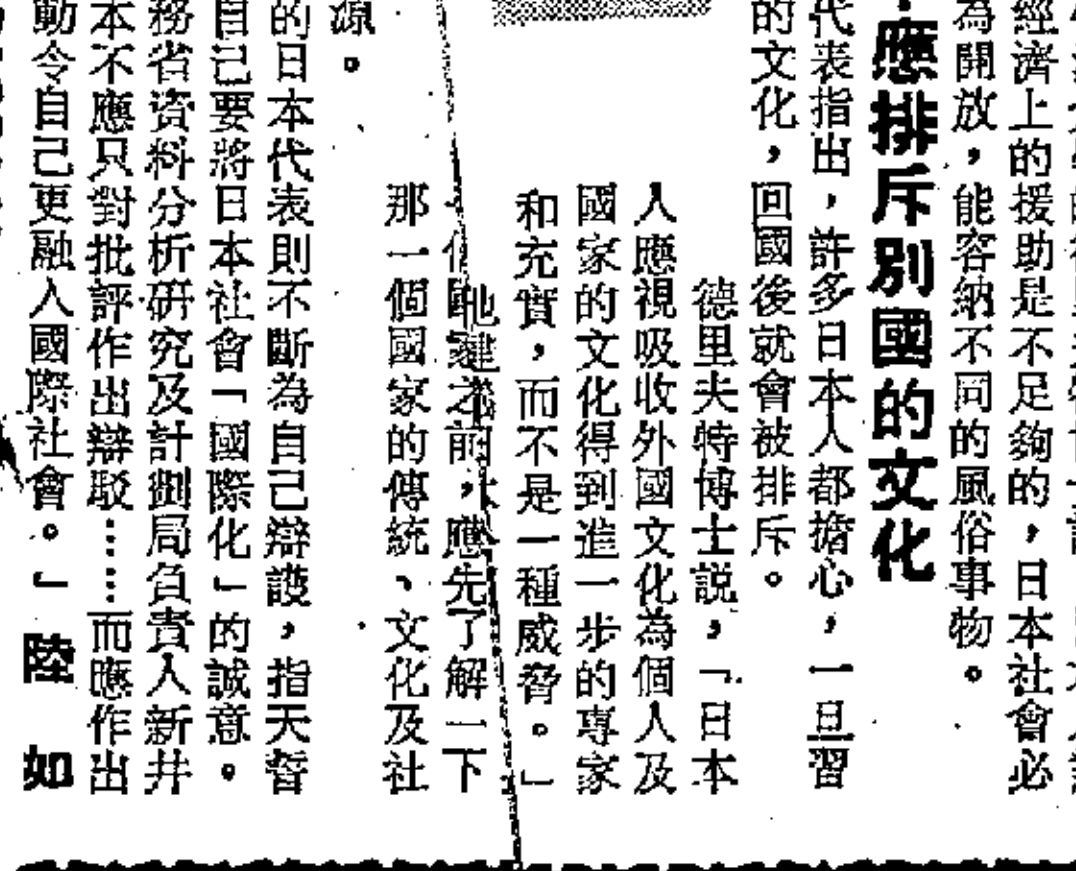 經濟上的援助是不足夠的，日本社會必
為開放，能容納不同的風俗事物。
應排斥別國的文化
代表指出，許多日本人都擔心，一旦習
的文化，回國後就會被排斥。
德里夫特博士説，「日本
人應視吸收外國文化為個人及
國家的文化得到進一步的專家
和充實，而不是一種威脅。」
之前，應先了解一下
那一個國家的傳統、文化及社
源。
的日本代表則不斷為自己辯護，指天誓
自己要將日本社會「國際化」的誠意。
務省資料分析研究及計劃局負責人新井
本不應只對批評作出辯駁……而應作出
動令自己更融入國際社會。」 陸 如